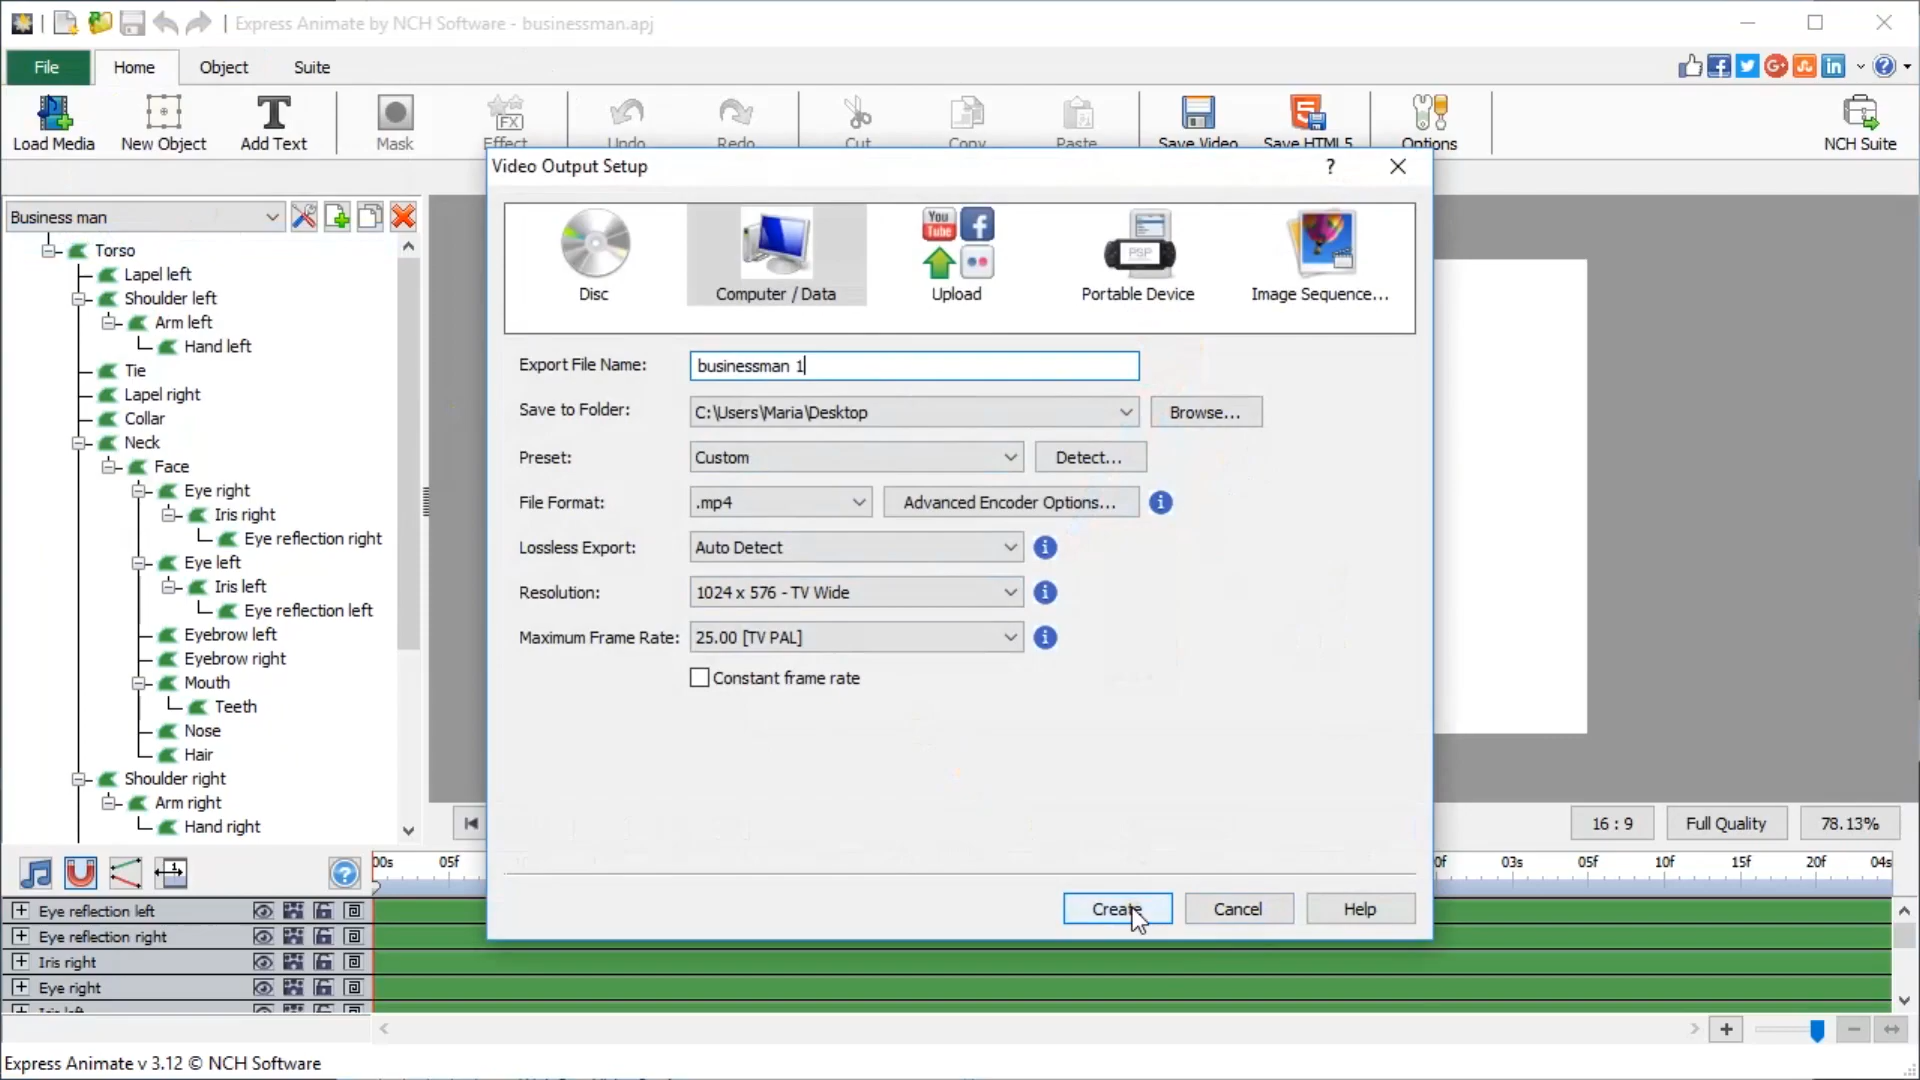 Express Animate by NCH Software - businessman.apj
File Home Object Suite
Load Media New Object Add Text Mask Effect Undo Redo Cut Copy Paste Save Video Save HTML5 Options NCH Suite
Video Output Setup
Disc Computer / Data Upload Portable Device Image Sequence...
Export File Name: businessman 1
Save to Folder: C:\Users\Maria\Desktop Browse...
Preset: Custom Detect...
File Format: .mp4 Advanced Encoder Options...
Lossless Export: Auto Detect
Resolution: 1024 x 576 - TV Wide
Maximum Frame Rate: 25.00 [TV PAL]
Constant frame rate
Create Cancel Help
Business man
Torso
Lapel left
Shoulder left
Arm left
Hand left
Tie
Lapel right
Collar
Neck
Face
Eye right
Iris right
Eye reflection right
Eye left
Iris left
Eye reflection left
Eyebrow left
Eyebrow right
Mouth
Teeth
Nose
Hair
Shoulder right
Arm right
Hand right
16 : 9 Full Quality 78.13%
00s 05f 0f 03s 05f 10f 15f 20f 04s
Eye reflection left
Eye reflection right
Iris right
Eye right
Iris left
Express Animate v 3.12 © NCH Software